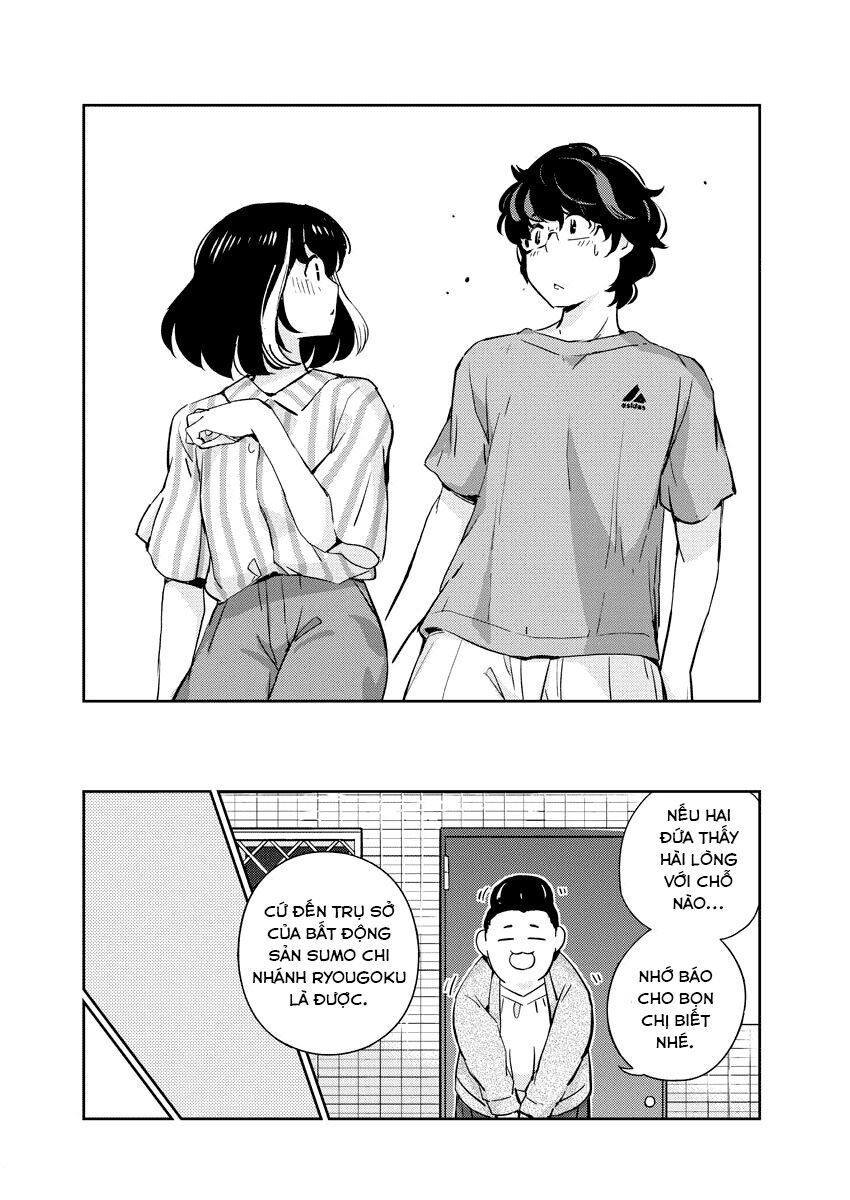 asidas
NẾU HAI
ĐỨA THẤY
HÀI LÒNG
VỚI CHỖ
NÀO...
NHỚ BÁO
CHO BỌN
CHỊ BIẾT
NHÉ.
CỨ ĐẾN TRỤ SỞ
CỦA BẤT ĐỘNG
SẢN SUMO CHI
NHÁNH RYOUGOKU
LÀ ĐƯỢC.